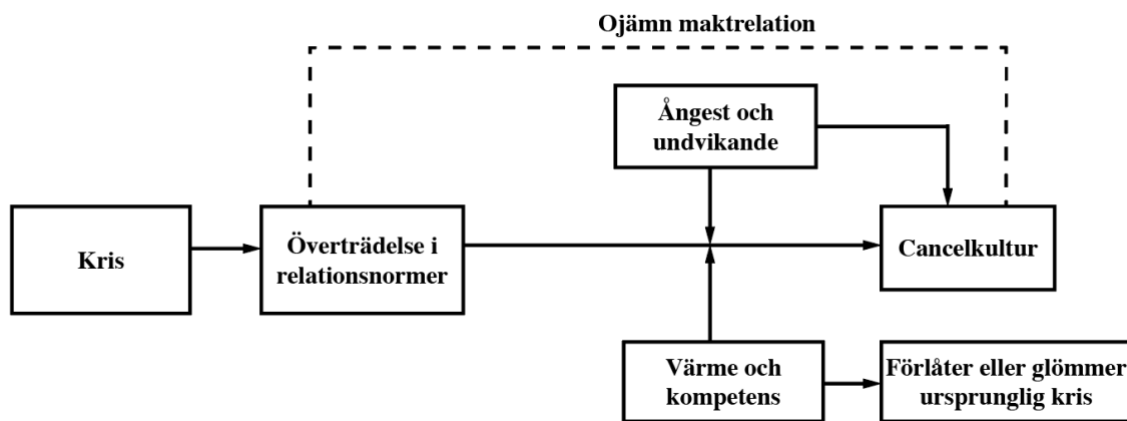 Ojämn maktrelation
Ångest och
undvikande
Kris
Överträdelse i
relationsnormer
Cancelkultur
Värme och
kompetens
Förlåter eller glömmer
ursprunglig kris